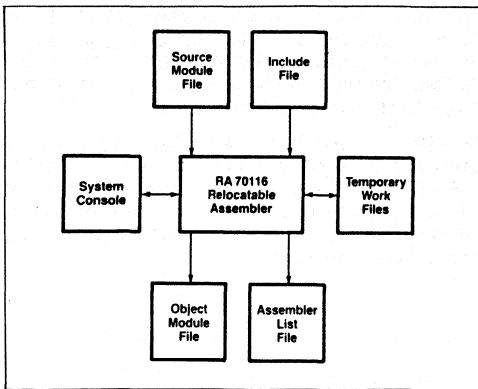 Source
Module
File
Include
File
System
Console
RA 70116
Relocatable
Assembler
Temporary
Work
Files
Object
Module
File
Assembler
List
File